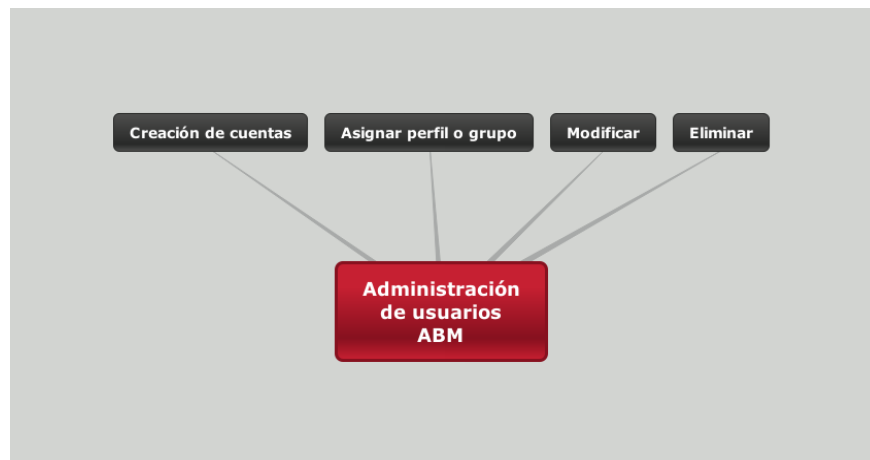 Creación de cuentas
Asignar perfil o grupo
Modificar
Eliminar
Administración
de usuarios
ABM